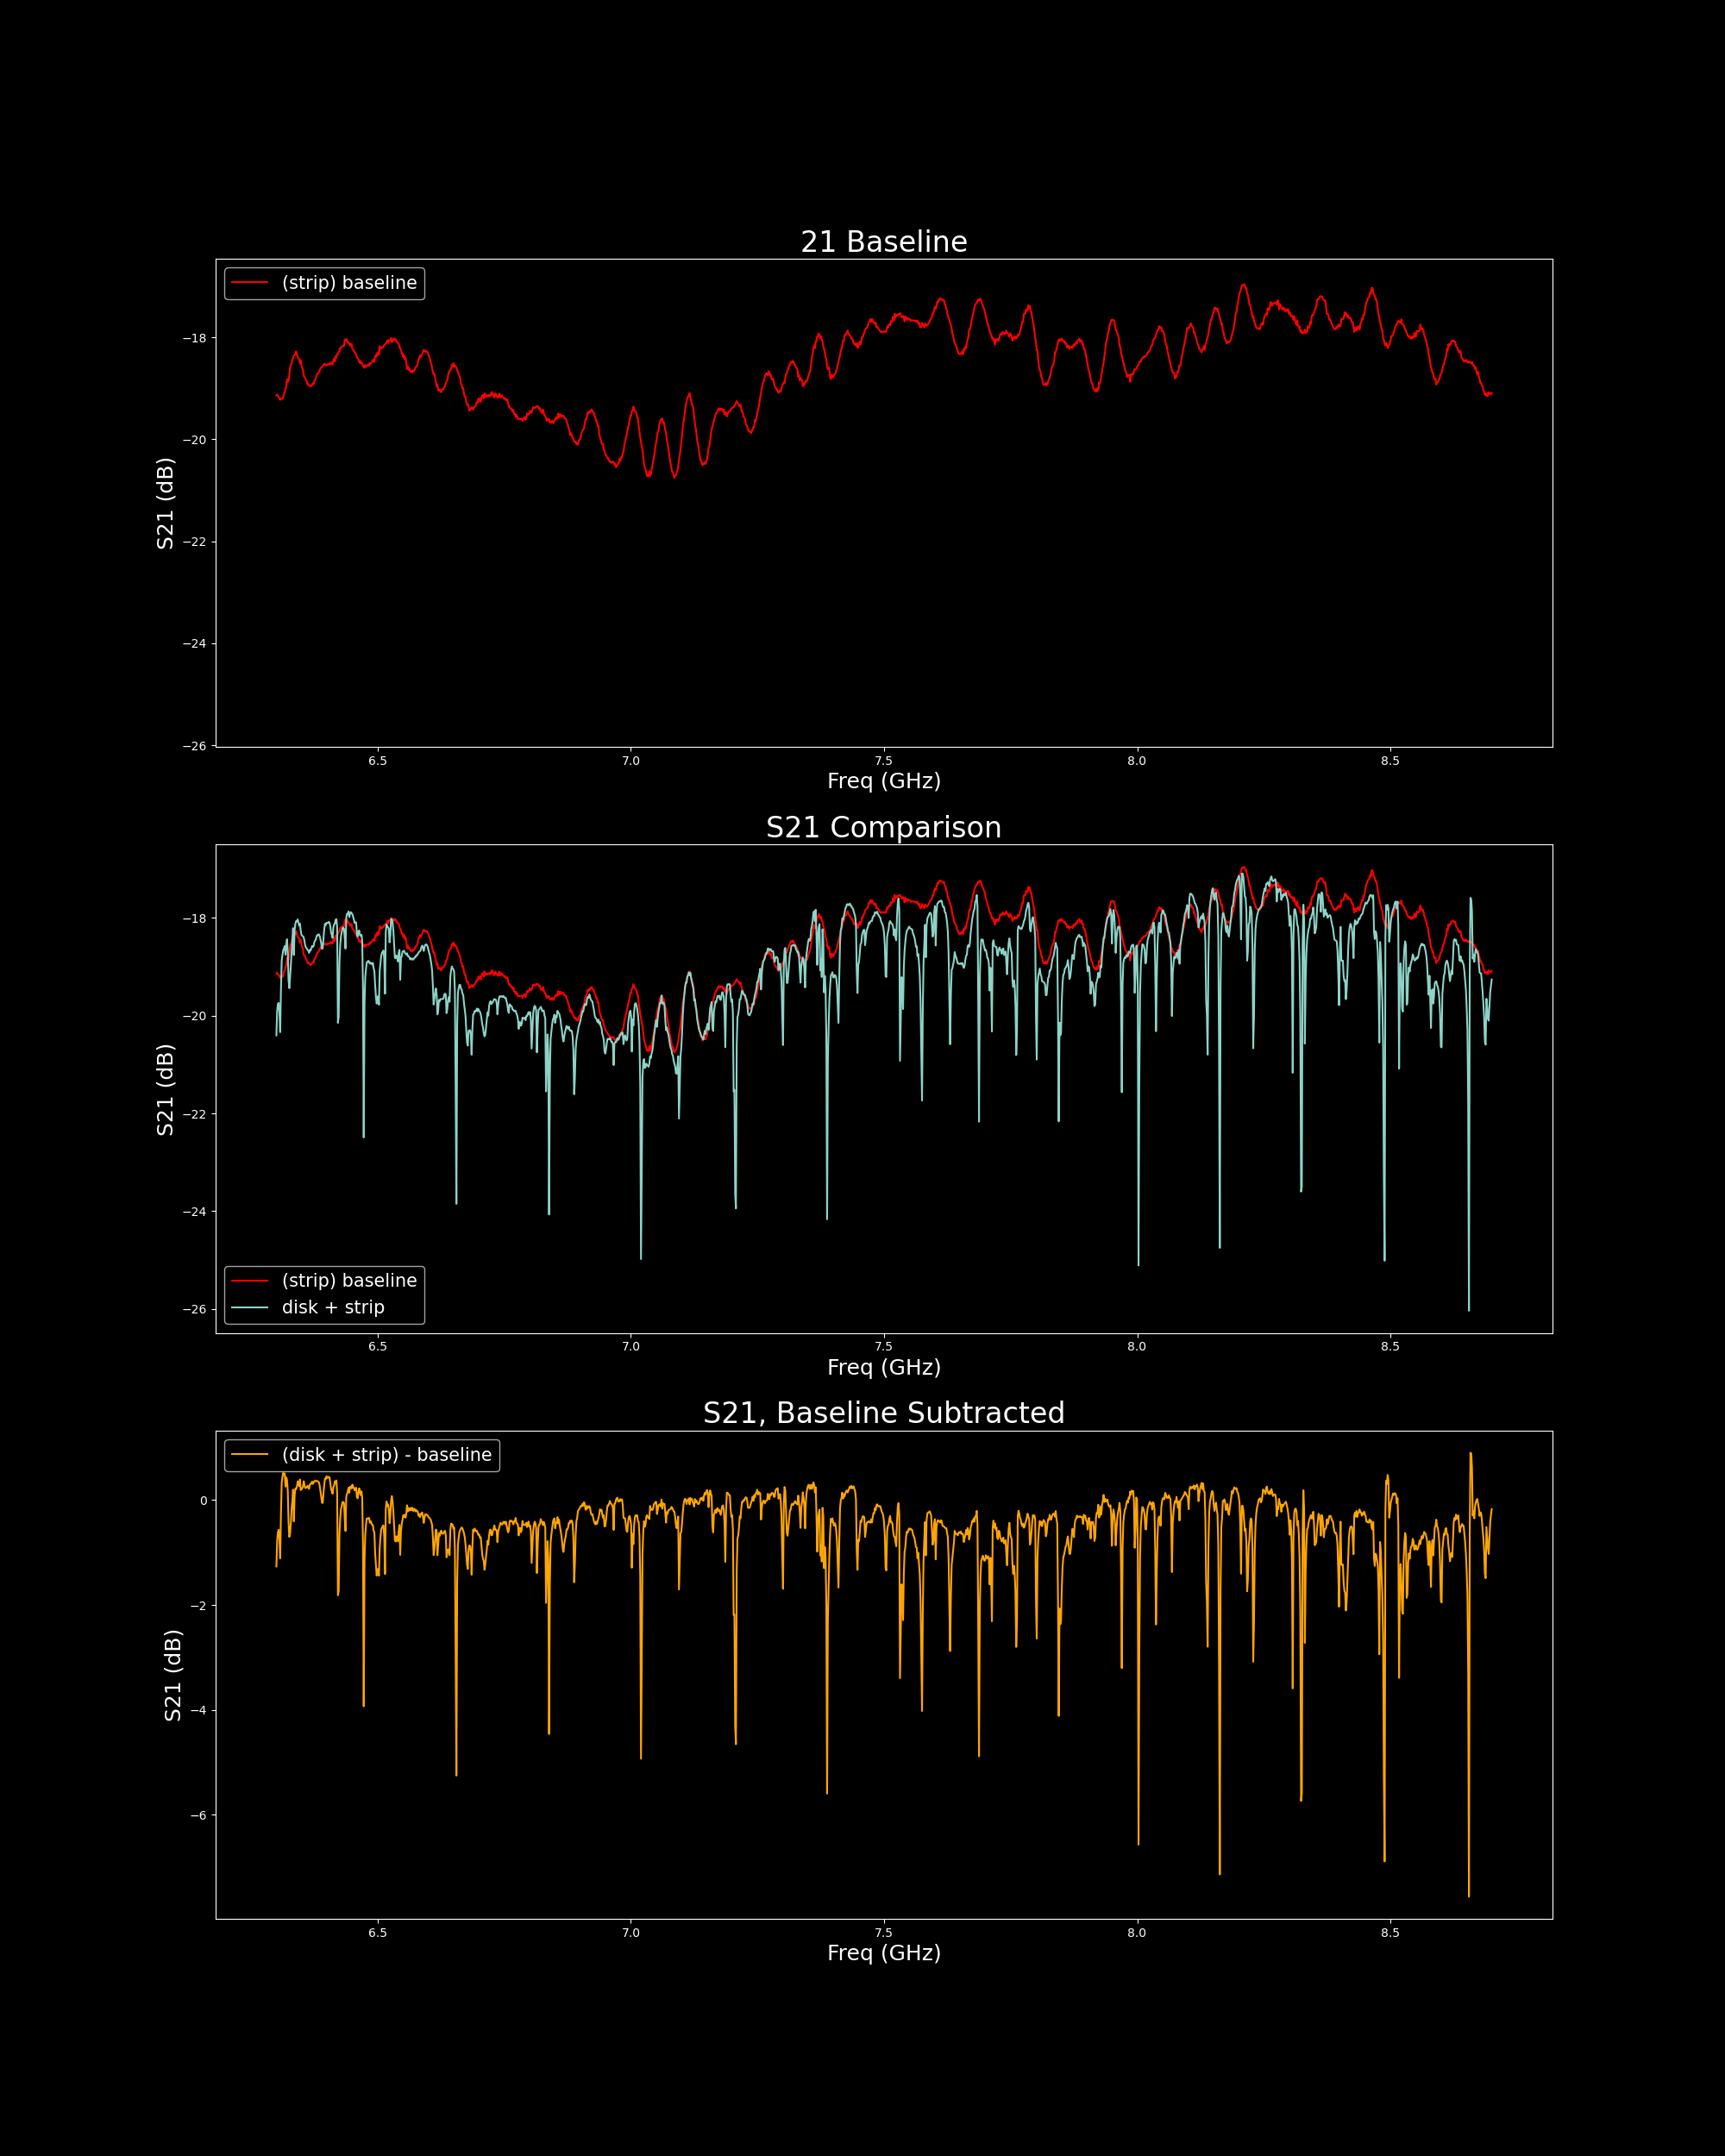 21 Baseline
(strip) baseline
S21 (dB)
−18
−20
−22
−24
−26
6.5 7.0 7.5 8.0 8.5
Freq (GHz)
S21 Comparison
S21 (dB)
−18
−20
−22
−24
−26
(strip) baseline
disk + strip
6.5 7.0 7.5 8.0 8.5
Freq (GHz)
S21, Baseline Subtracted
(disk + strip) - baseline
S21 (dB)
0
−2
−4
−6
6.5 7.0 7.5 8.0 8.5
Freq (GHz)